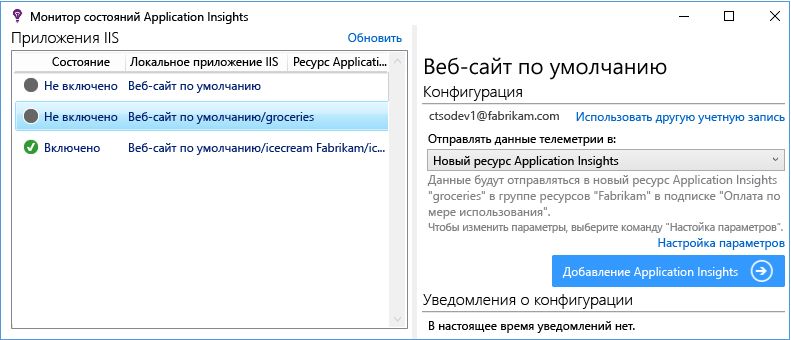 Монитор состояний Application Insights
Приложения IIS
Обновить
Состояние Локальное приложение IIS Ресурс Applicati...
Не включено Веб-сайт по умолчанию
Не включено Веб-сайт по умолчанию/groceries
Включено Веб-сайт по умолчанию/icecream Fabrikam/ic...
Веб-сайт по умолчанию
Конфигурация
ctsodev1@fabrikam.com Использовать другую учетную запись
Отправлять данные телеметрии в:
Новый ресурс Application Insights
Данные будут отправляться в новый ресурс Application Insights
"groceries" в группе ресурсов "Fabrikam" в подписке "Оплата по
мере использования".
Чтобы изменить параметры, выберите команду "Настойка параметров".
Настройка параметров
Добавление Application Insights
Уведомления о конфигурации
В настоящее время уведомлений нет.